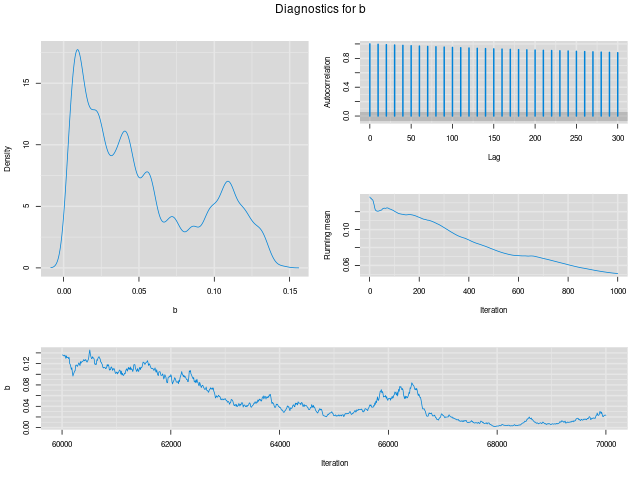 Diagnostics for b
Density
15
10
5
0
0.00 0.05 0.10 0.15
b
Autocorrelation
0.8
0.4
0.0
0 50 100 150 200 250 300
Lag
Running mean
0.10
0.06
0 200 400 600 800 1000
Iteration
b
0.12
0.08
0.04
0.00
60000 62000 64000 66000 68000 70000
Iteration